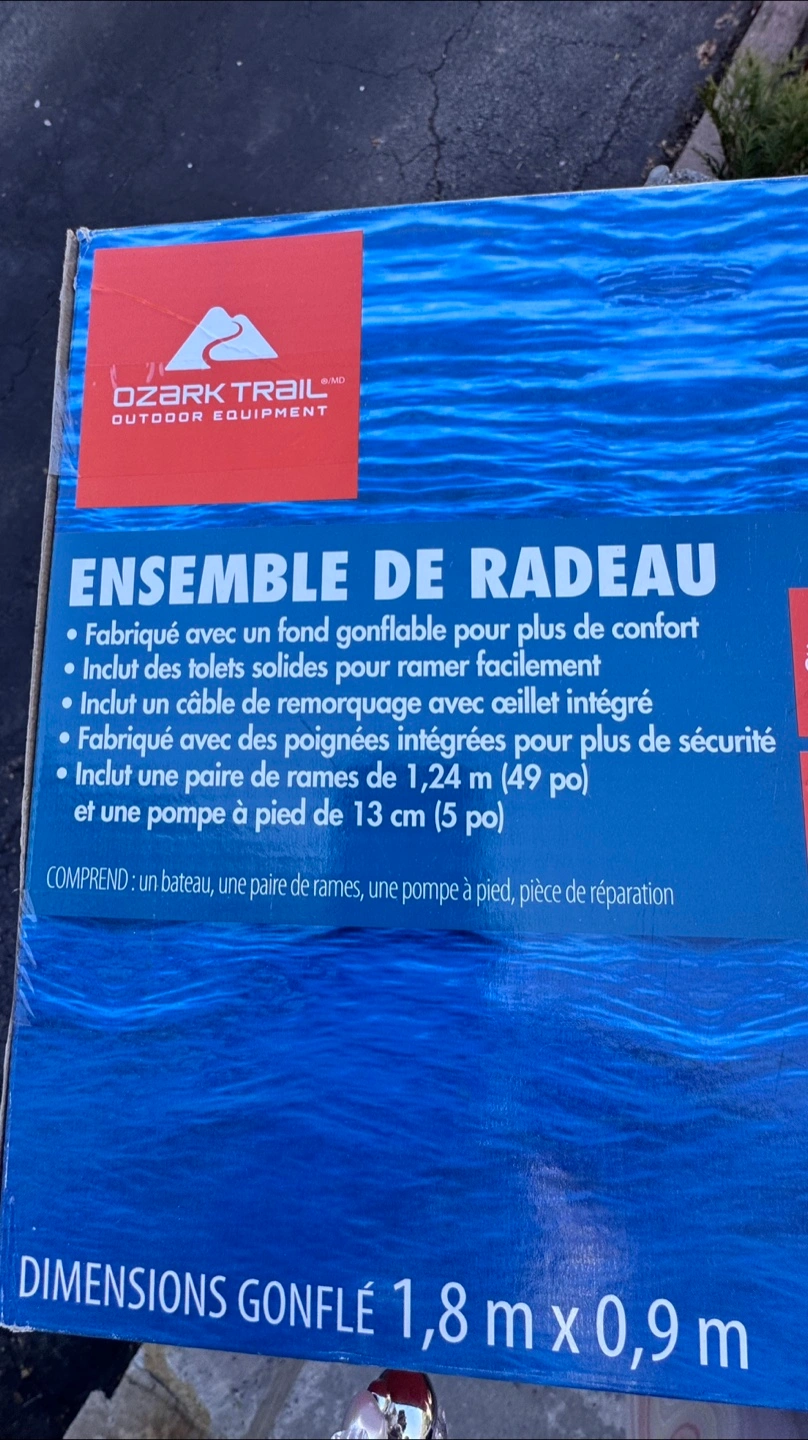 OZARK TRAIL®/MD
OUTDOOR EQUIPMENT
ENSEMBLE DE RADEAU
• Fabriqué avec un fond gonflable pour plus de confort
• Inclut des tolets solides pour ramer facilement
• Inclut un câble de remorquage avec œillet intégré
• Fabriqué avec des poignées intégrées pour plus de sécurité
• Inclut une paire de rames de 1,24 m (49 po)
et une pompe à pied de 13 cm (5 po)
COMPREND : un bateau, une paire de rames, une pompe à pied, pièce de réparation
DIMENSIONS GONFLÉ 1,8 m x 0,9 m